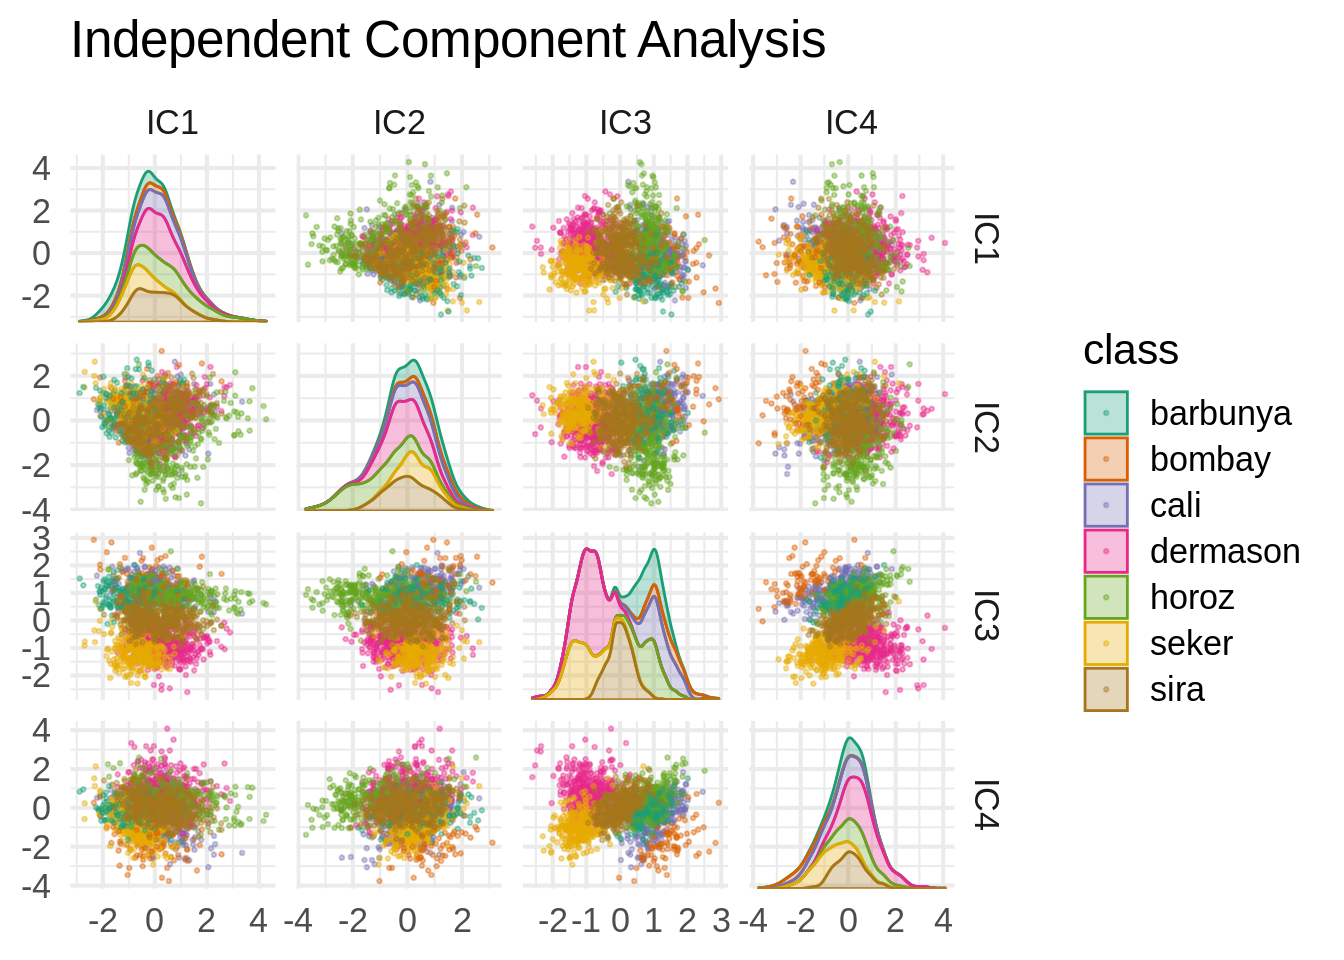 Independent Component Analysis
IC1 IC2 IC3 IC4
4
2
0
-2
IC1
2
0
-2
-4
IC2
3
2
1
0
-1
-2
IC3
4
2
0
-2
-4
IC4
-2 0 2 4 -4 -2 0 2 -2 -1 0 1 2 3 -4 -2 0 2 4
class
barbunya
bombay
cali
dermason
horoz
seker
sira